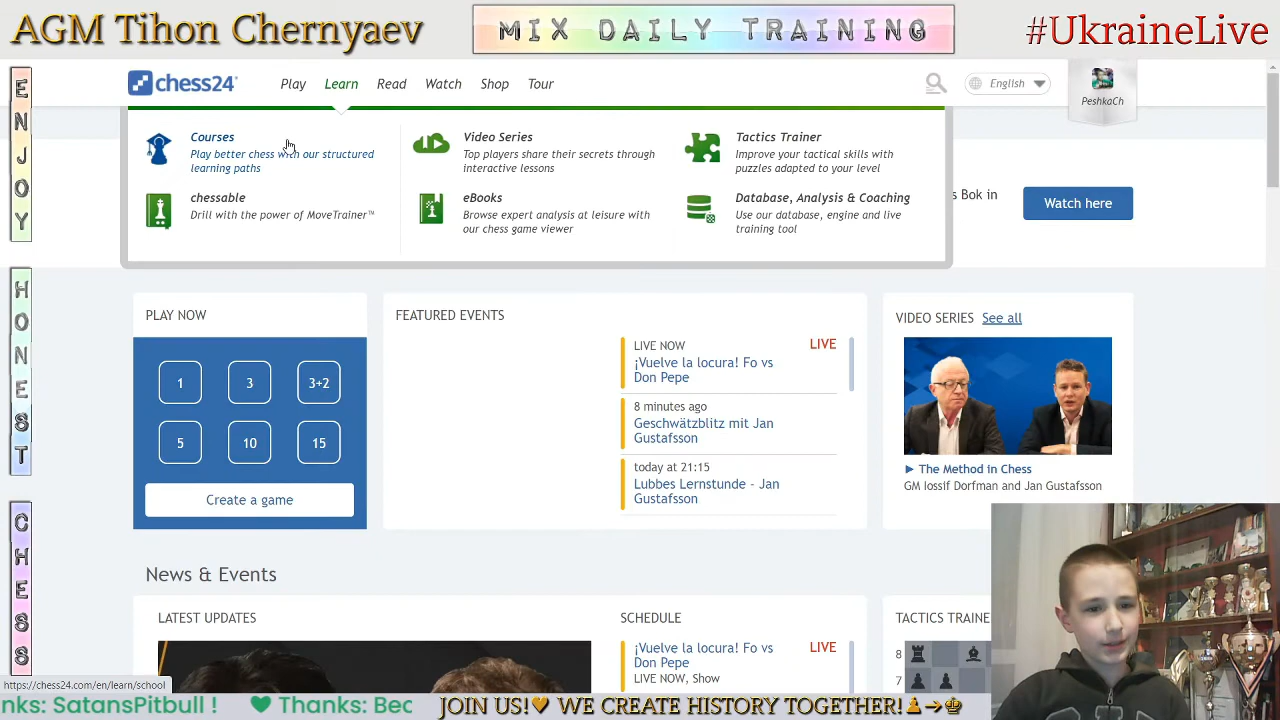 AGM Tihon Chernyaev
MIX DAILY TRAINING
#UkraineLive
ENJOY
HONEST
CHESS
chess24
Play
Learn
Read
Watch
Shop
Tour
English
PeshkaCh
Courses
Play better chess with our structured
learning paths
Video Series
Top players share their secrets through
interactive lessons
Tactics Trainer
Improve your tactical skills with
puzzles adapted to your level
chessable
Drill with the power of MoveTrainer™
eBooks
Browse expert analysis at leisure with
our chess game viewer
Database, Analysis & Coaching
Use our database, engine and live
training tool
s Bok in
Watch here
PLAY NOW
1
3
3+2
5
10
15
Create a game
FEATURED EVENTS
LIVE NOW
LIVE
¡Vuelve la locura! Fo vs
Don Pepe
8 minutes ago
Geschwätzblitz mit Jan
Gustafsson
today at 21:15
Lubbes Lernstunde - Jan
Gustafsson
VIDEO SERIES See all
The Method in Chess
GM Iossif Dorfman and Jan Gustafsson
News & Events
LATEST UPDATES
SCHEDULE
¡Vuelve la locura! Fo vs
Don Pepe
LIVE
LIVE NOW, Show
TACTICS TRAINE
8
7
https://chess24.com/en/learn/school
nks: SatansPitbull !
Thanks: Bec
JOIN US! WE CREATE HISTORY TOGETHER!